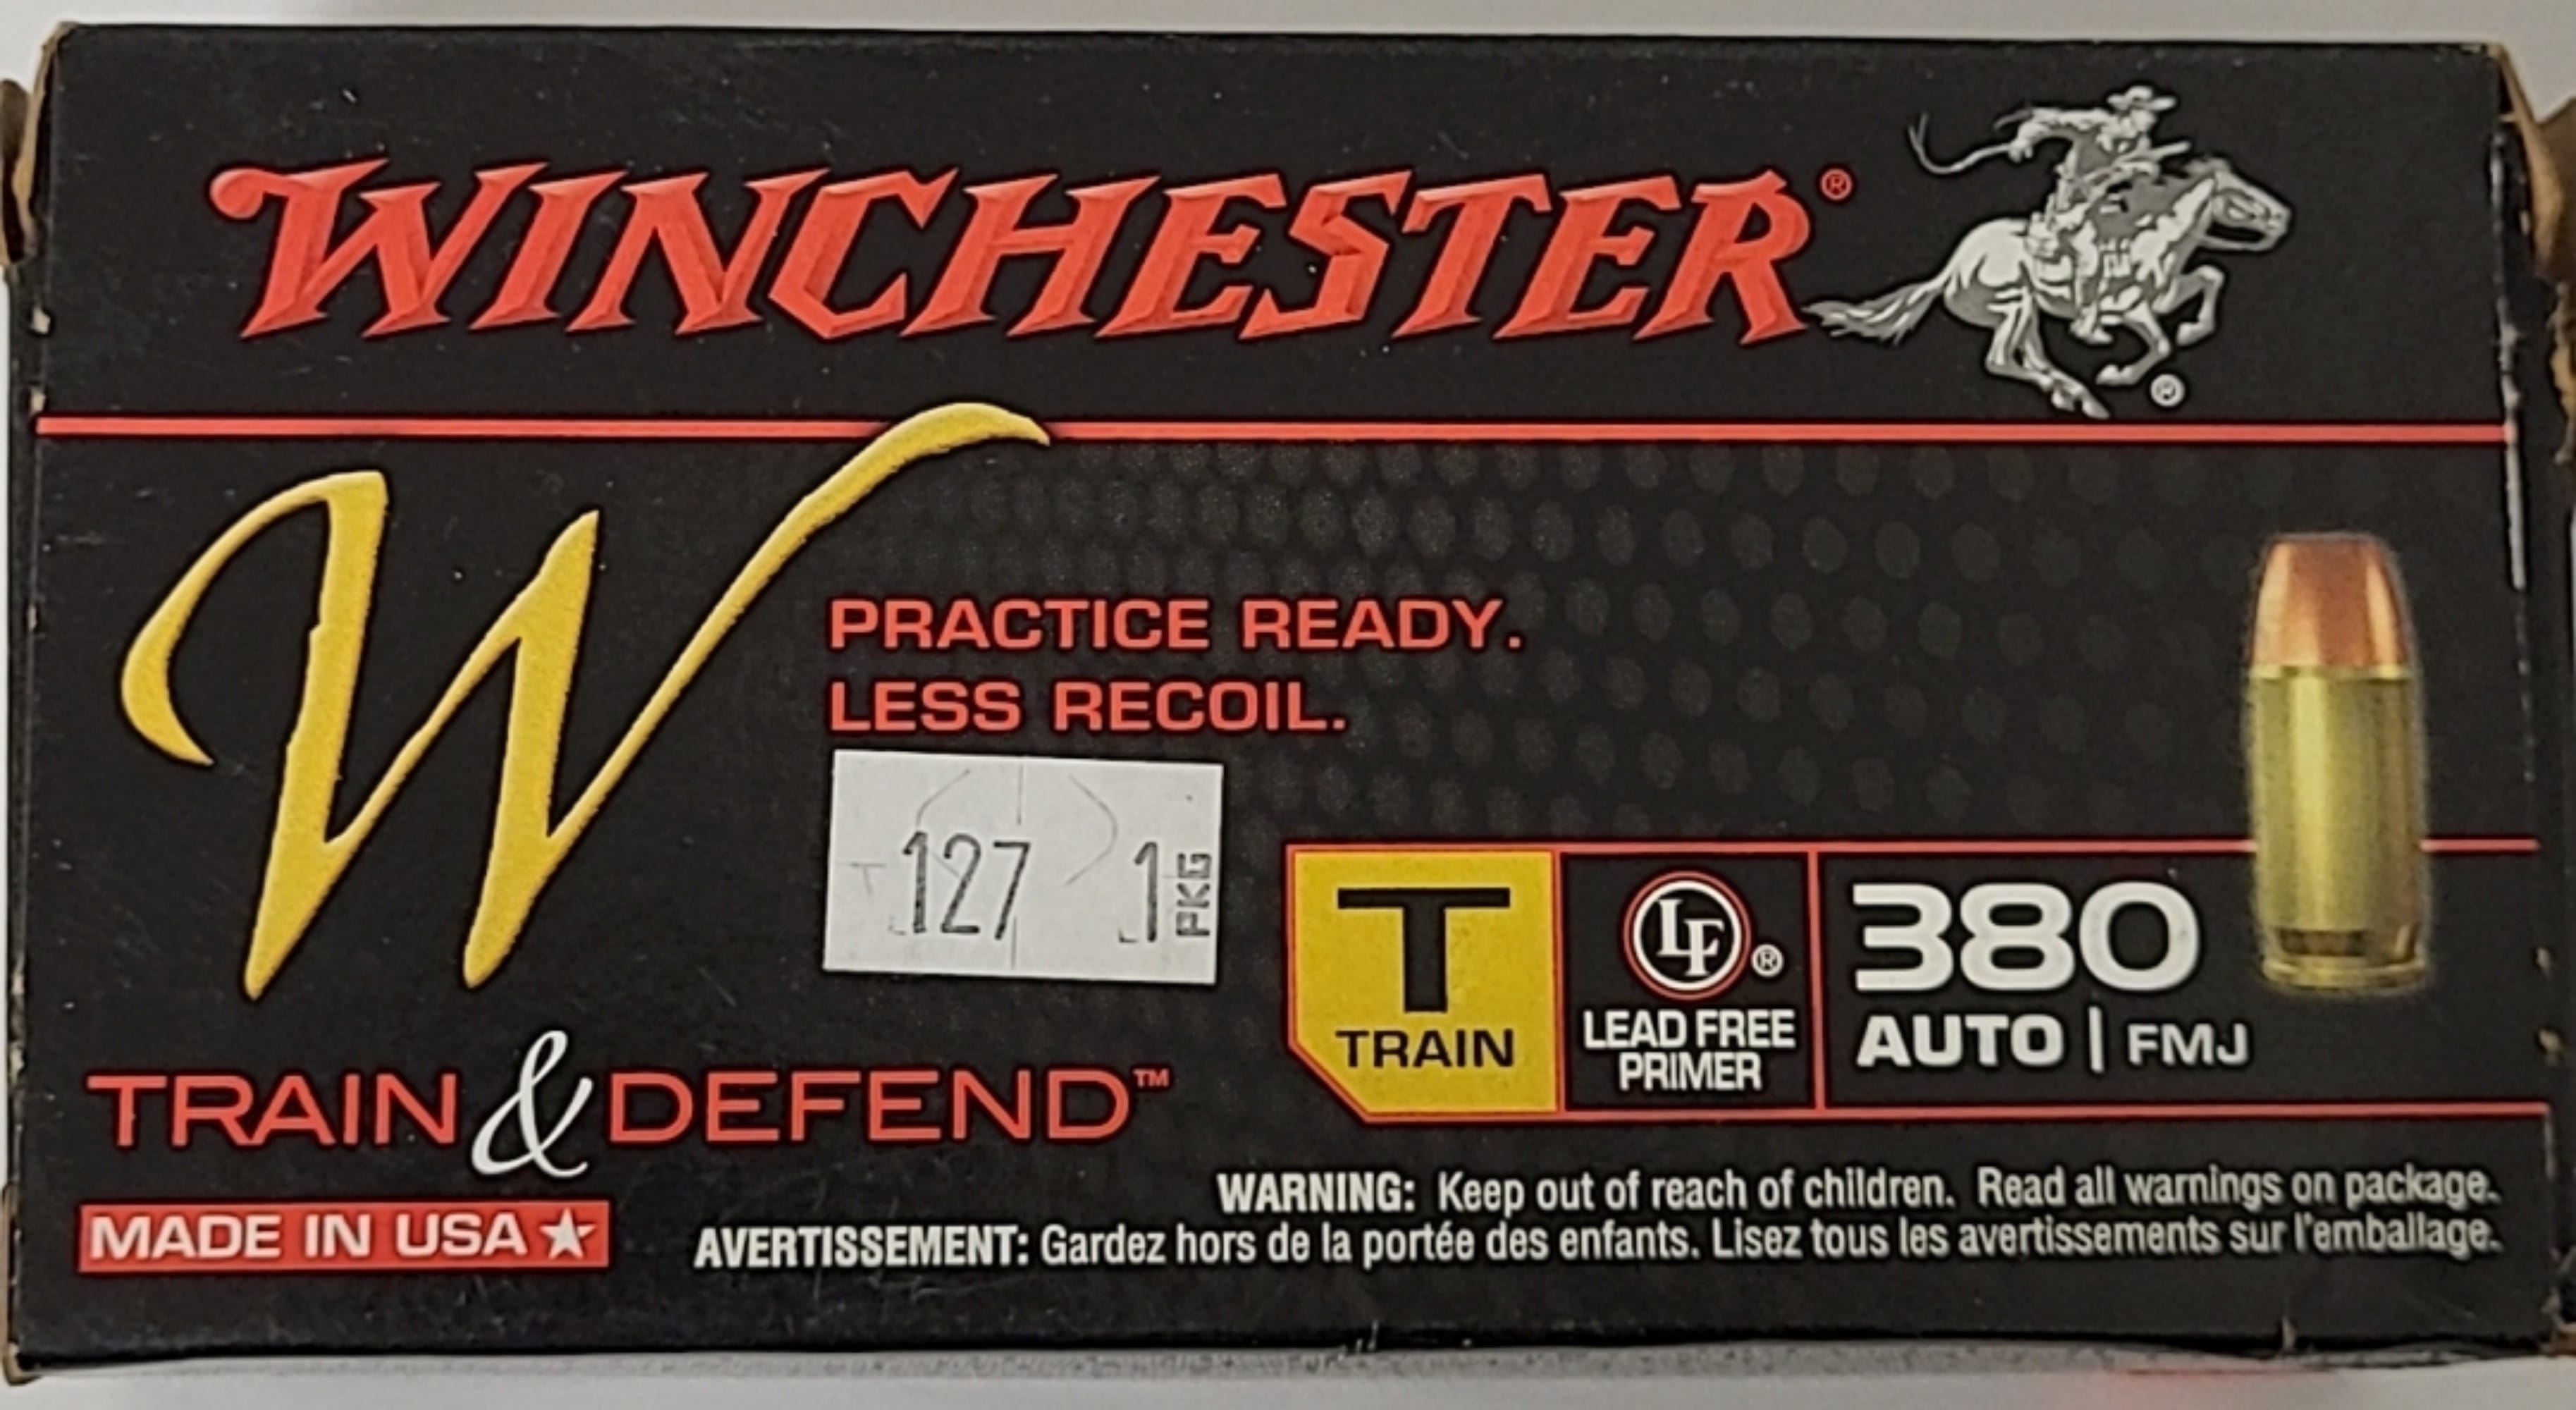 WINCHESTER®
®
W
PRACTICE READY.
LESS RECOIL.
127 1 PKG
T
TRAIN
LF®
LEAD FREE
PRIMER
380
AUTO | FMJ
TRAIN & DEFEND™
MADE IN USA
WARNING: Keep out of reach of children. Read all warnings on package.
AVERTISSEMENT: Gardez hors de la portée des enfants. Lisez tous les avertissements sur l'emballage.